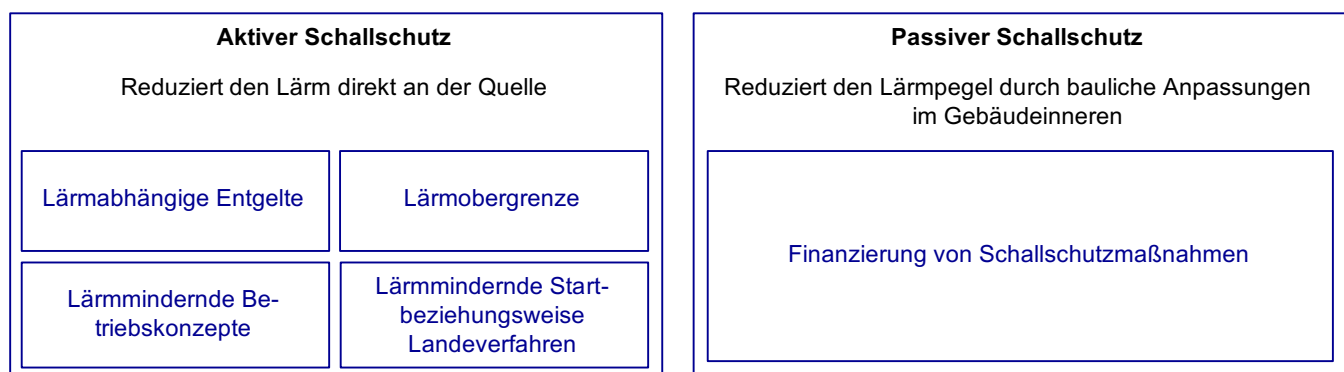 Aktiver Schallschutz
Reduziert den Lärm direkt an der Quelle
Lärmabhängige Entgelte
Lärmobergrenze
Lärmmindernde Be-
triebskonzepte
Lärmmindernde Start-
beziehungsweise
Landeverfahren
Passiver Schallschutz
Reduziert den Lärmpegel durch bauliche Anpassungen
im Gebäudeinneren
Finanzierung von Schallschutzmaßnahmen